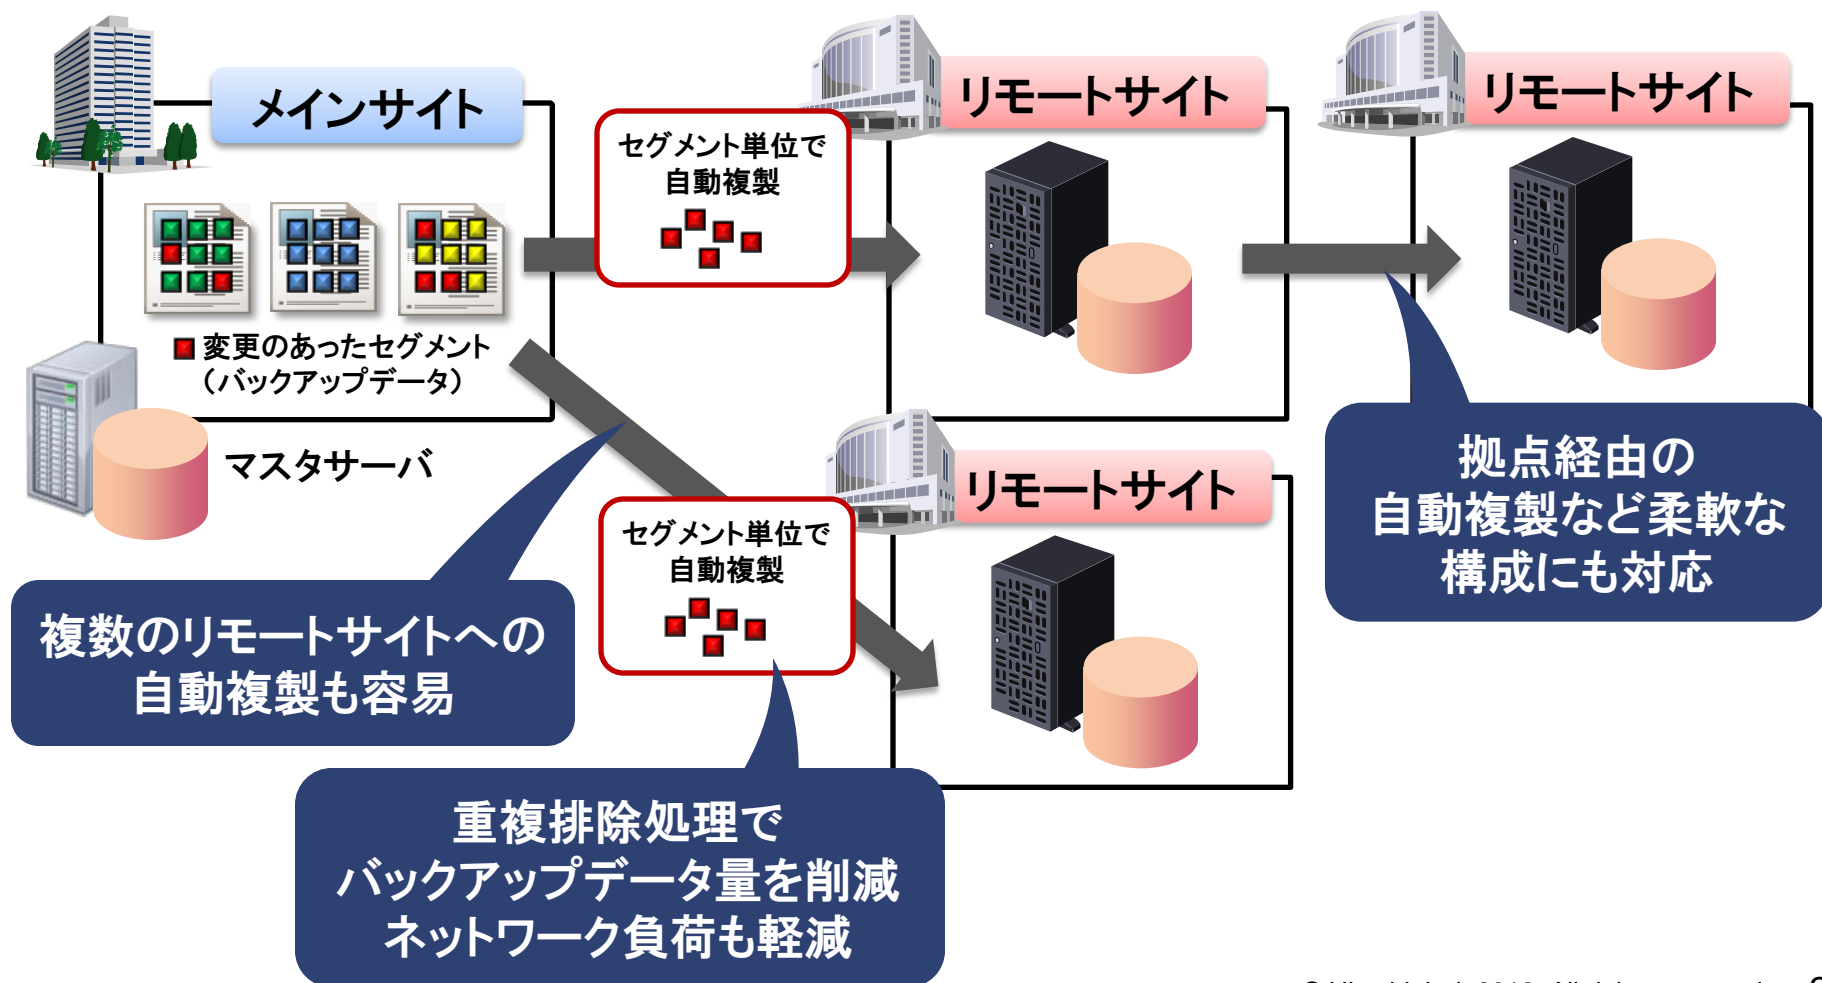 メインサイト
リモートサイト
リモートサイト
セグメント単位で
自動複製
変更のあったセグメント
（バックアップデータ）
マスタサーバ
リモートサイト
セグメント単位で
自動複製
拠点経由の
自動複製など柔軟な
構成にも対応
複数のリモートサイトへの
自動複製も容易
重複排除処理で
バックアップデータ量を削減
ネットワーク負荷も軽減